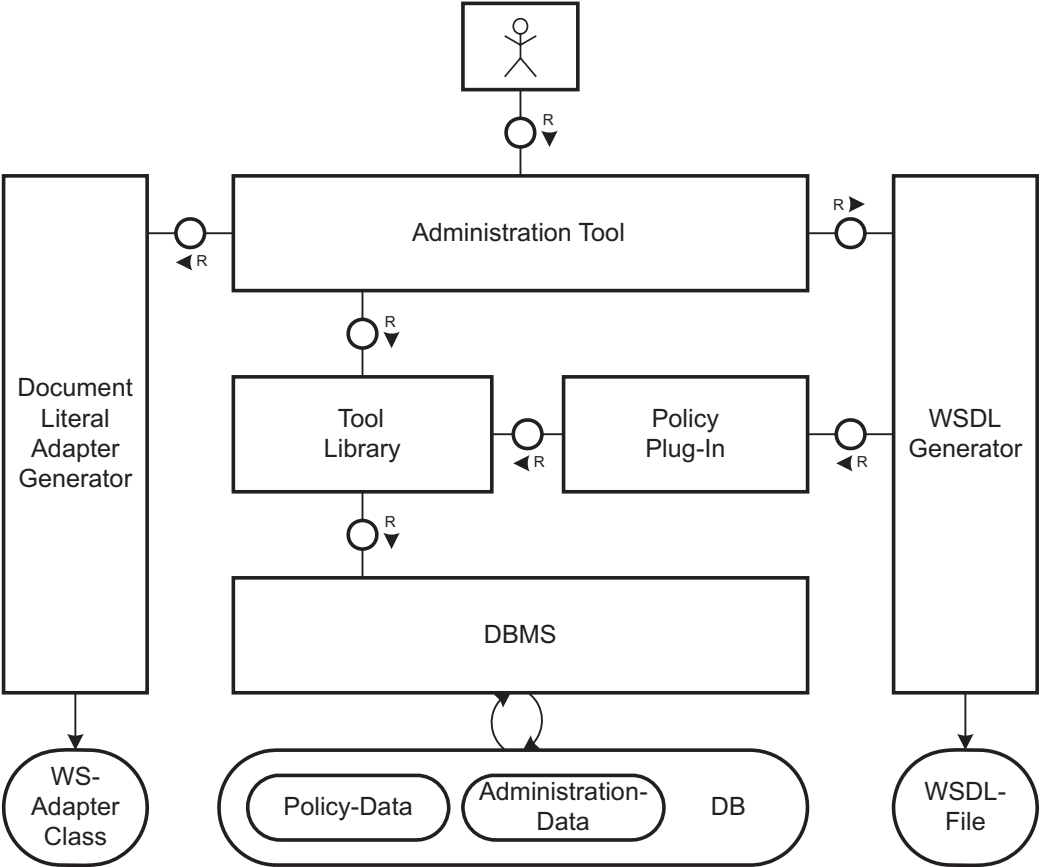 R
Administration Tool
R
R
R
Document
Literal
Adapter
Generator
Tool
Library
R
Policy
Plug-In
R
WSDL
Generator
R
DBMS
WS-
Adapter
Class
Policy-Data
Administration-
Data
DB
WSDL-
File